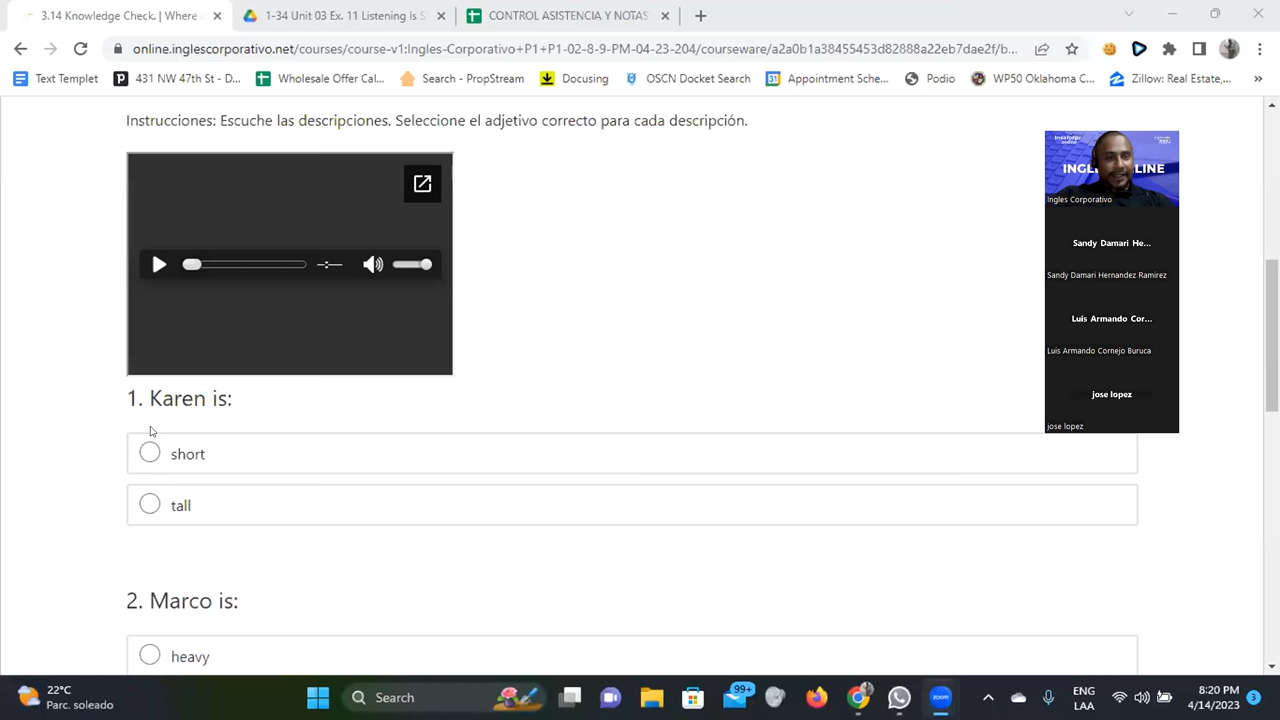 3.14 Knowledge Check. | Where a
1-34 Unit 03 Ex. 11 Listening Is S
CONTROL ASISTENCIA Y NOTAS
online.inglescorporativo.net/courses/course-v1:Ingles-Corporativo+P1+P1-02-8-9-PM-04-23-204/courseware/a2a0b1a38455453d82888a22eb7dae2f/b...
Text Templet
431 NW 47th St - D...
Wholesale Offer Cal...
Search - PropStream
Docusing
OSCN Docket Search
Appointment Sche...
Podio
WP50 Oklahoma C...
Zillow: Real Estate,...
Instrucciones: Escuche las descripciones. Seleccione el adjetivo correcto para cada descripción.
Ingles Corporativo
Sandy Damari He...
Sandy Damari Hernandez Ramirez
Luis Armando Cor...
Luis Armando Cornejo Buruca
jose lopez
jose lopez
1. Karen is:
short
tall
2. Marco is:
heavy
22°C
Parc. soleado
Search
99+
zoom
ENG
LAA
8:20 PM
4/14/2023
3